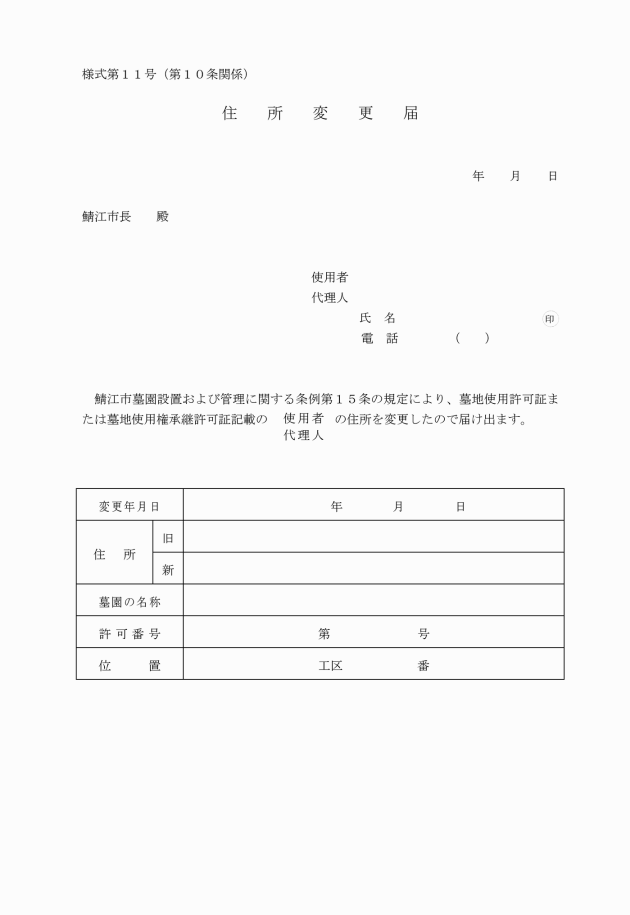 様式第１１号（第１０条関係）
住　所　変　更　届
年　　月　　日
鯖江市長　　殿
使用者
代理人
氏　名　　　　　　　　　　　　印
電　話　　　　（　　）
鯖江市墓園設置および管理に関する条例第１５条の規定により、墓地使用許可証ま
たは墓地使用権承継許可証記載の　使用者　の住所を変更したので届け出ます。
代理人
変更年月日　　　　年　　　月　　　日
住　所　旧
新
墓園の名称
許可番号　　　　第　　　　　　号
位　　置　　　　工区　　　　　番